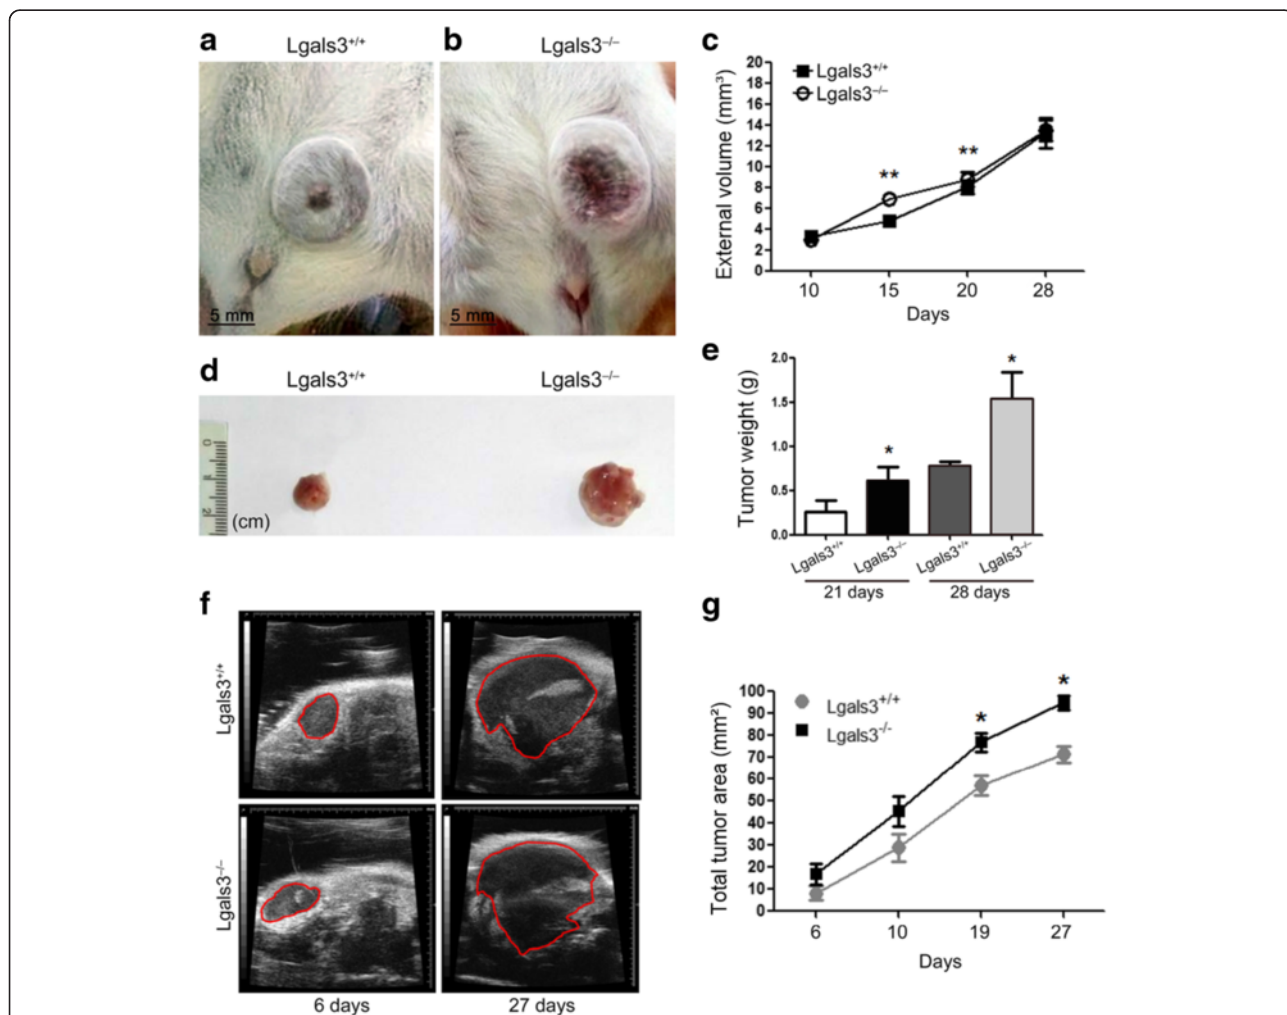 a Lgals3+/+
b Lgals3–/–
5 mm
5 mm
c
External volume (mm³)
20
18
16
14
12
10
8
6
4
2
0
Lgals3+/+
Lgals3–/–
**
**
10 15 20 28
Days
d Lgals3+/+ Lgals3–/–
0
1
2
(cm)
e
Tumor weight (g)
2.0
1.5
1.0
0.5
0.0
*
*
Lgals3+/+ Lgals3–/– Lgals3+/+ Lgals3–/–
21 days 28 days
f
Lgals3+/+
Lgals3–/–
6 days 27 days
g
Total tumor area (mm²)
100
90
80
70
60
50
40
30
20
10
0
Lgals3+/+
Lgals3-/-
*
*
6 10 19 27
Days